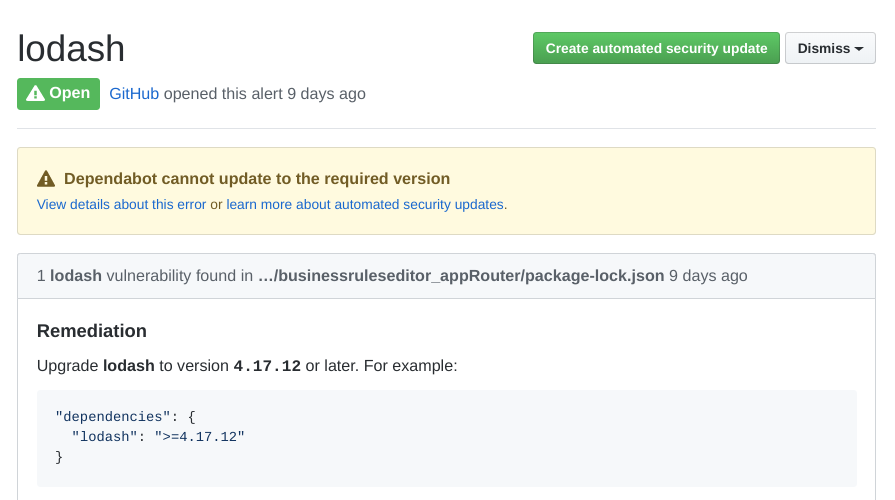 lodash
Create automated security update
Dismiss
Open
GitHub opened this alert 9 days ago
Dependabot cannot update to the required version
View details about this error or learn more about automated security updates.
1 lodash vulnerability found in …/businessruleseditor_appRouter/package-lock.json 9 days ago
Remediation
Upgrade lodash to version 4.17.12 or later. For example:
"dependencies": {
  "lodash": ">=4.17.12"
}